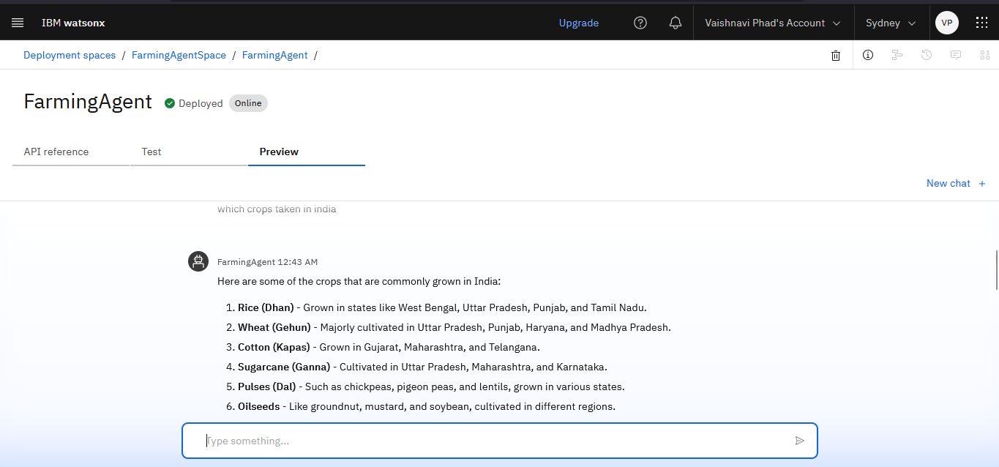 IBM watsonx
Upgrade
Vaishnavi Phad's Account
Sydney
VP
Deployment spaces / FarmingAgentSpace / FarmingAgent /
FarmingAgent
Deployed
Online
API reference
Test
Preview
New chat +
which crops taken in india
FarmingAgent 12:43 AM
Here are some of the crops that are commonly grown in India:
1. Rice (Dhan) - Grown in states like West Bengal, Uttar Pradesh, Punjab, and Tamil Nadu.
2. Wheat (Gehun) - Majorly cultivated in Uttar Pradesh, Punjab, Haryana, and Madhya Pradesh.
3. Cotton (Kapas) - Grown in Gujarat, Maharashtra, and Telangana.
4. Sugarcane (Ganna) - Cultivated in Uttar Pradesh, Maharashtra, and Karnataka.
5. Pulses (Dal) - Such as chickpeas, pigeon peas, and lentils, grown in various states.
6. Oilseeds - Like groundnut, mustard, and soybean, cultivated in different regions.
Type something...